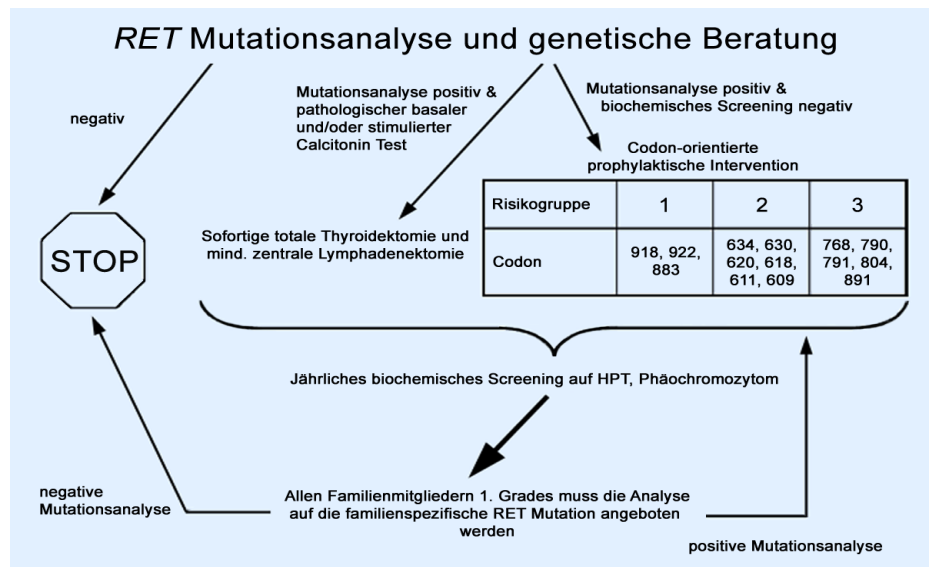 RET Mutationsanalyse und genetische Beratung
negativ
Mutationsanalyse positiv &
pathologischer basaler
und/oder stimulierter
Calcitonin Test
Mutationsanalyse positiv &
biochemisches Screening negativ
Codon-orientierte
prophylaktische Intervention
Risikogruppe 1 2 3
Codon
918, 922,
883
634, 630,
620, 618,
611, 609
768, 790,
791, 804,
891
STOP
Sofortige totale Thyroidektomie und
mind. zentrale Lymphadenektomie
Jährliches biochemisches Screening auf HPT, Phäochromozytom
Allen Familienmitgliedern 1. Grades muss die Analyse
auf die familienspezifische RET Mutation angeboten
werden
negative
Mutationsanalyse
positive Mutationsanalyse